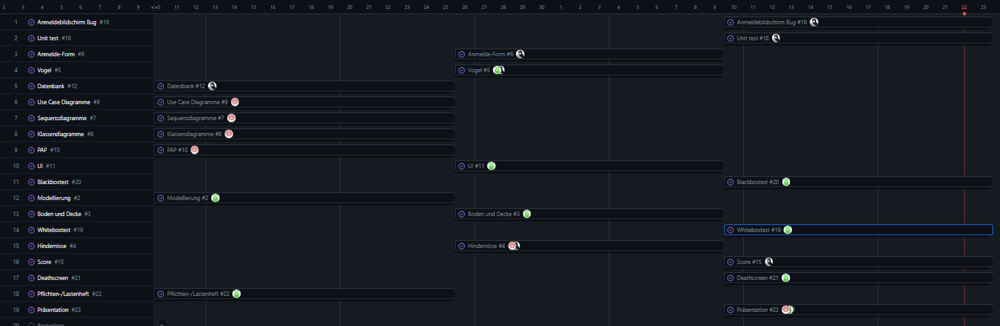 2 3 4 5 6 7 8 9 10 11 12 13 14 15 16 17 18 19 20 21 22 23 24 25 26 27 28 29 30 1 2 3 4 5 6 7 8 9 10 11 12 13 14 15 16 17 18 19 20 21 22 23
1 Anmeldebildschirm Bug #16 Anmeldebildschirm Bug #16
2 Unit test #18 Unit test #18
3 Anmelde-Form #6 Anmelde-Form #6
4 Vogel #5 Vogel #5
5 Datenbank #12 Datenbank #12
6 Use Case Diagramme #9 Use Case Diagramme #9
7 Sequenzdiagramme #7 Sequenzdiagramme #7
8 Klassendiagramme #8 Klassendiagramme #8
9 PAP #10 PAP #10
10 UI #11 UI #11
11 Blackboxtest #20 Blackboxtest #20
12 Modellierung #2 Modellierung #2
13 Boden und Decke #3 Boden und Decke #3
14 Whiteboxtest #19 Whiteboxtest #19
15 Hindernisse #4 Hindernisse #4
16 Score #15 Score #15
17 Deathscreen #21 Deathscreen #21
18 Pflichten-/Lastenheft #22 Pflichten-/Lastenheft #22
19 Präsentation #23 Präsentation #23
20 Bestenliste